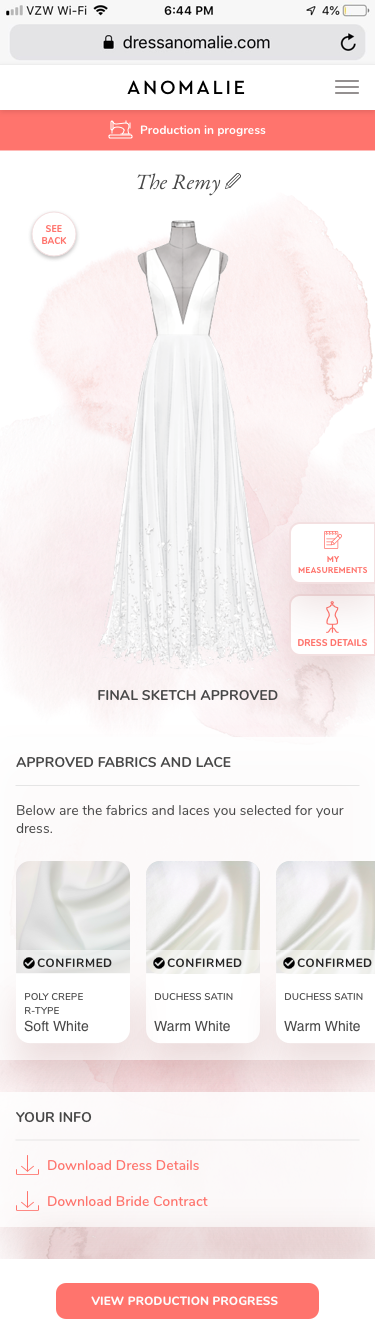 VZW Wi-Fi 6:44 PM 4%
dressanomalie.com
ANOMALIE
Production in progress
The Remy
SEE
BACK
MY
MEASUREMENTS
DRESS DETAILS
FINAL SKETCH APPROVED
APPROVED FABRICS AND LACE
Below are the fabrics and laces you selected for your
dress.
CONFIRMED CONFIRMED CONFIRMED
POLY CREPE DUCHESS SATIN DUCHESS SATIN
R-TYPE
Soft White Warm White Warm White
YOUR INFO
Download Dress Details
Download Bride Contract
VIEW PRODUCTION PROGRESS